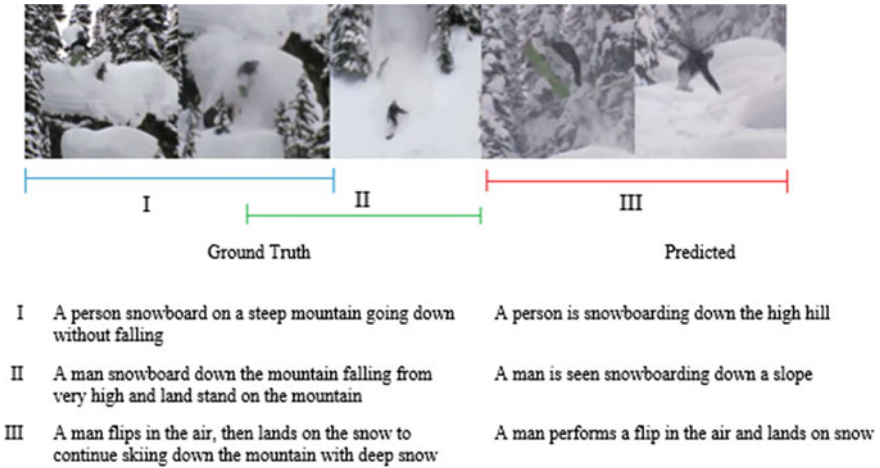 I
II
III
Ground Truth
Predicted
I A person snowboard on a steep mountain going down
without falling
A person is snowboarding down the high hill
II A man snowboard down the mountain falling from
very high and land stand on the mountain
A man is seen snowboarding down a slope
III A man flips in the air, then lands on the snow to
continue skiing down the mountain with deep snow
A man performs a flip in the air and lands on snow